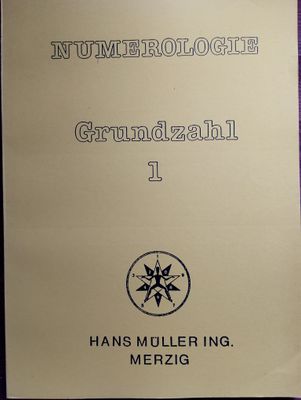 NUMEROLOGIE
Grundzahl
1
HANS MÜLLER ING.
MERZIG